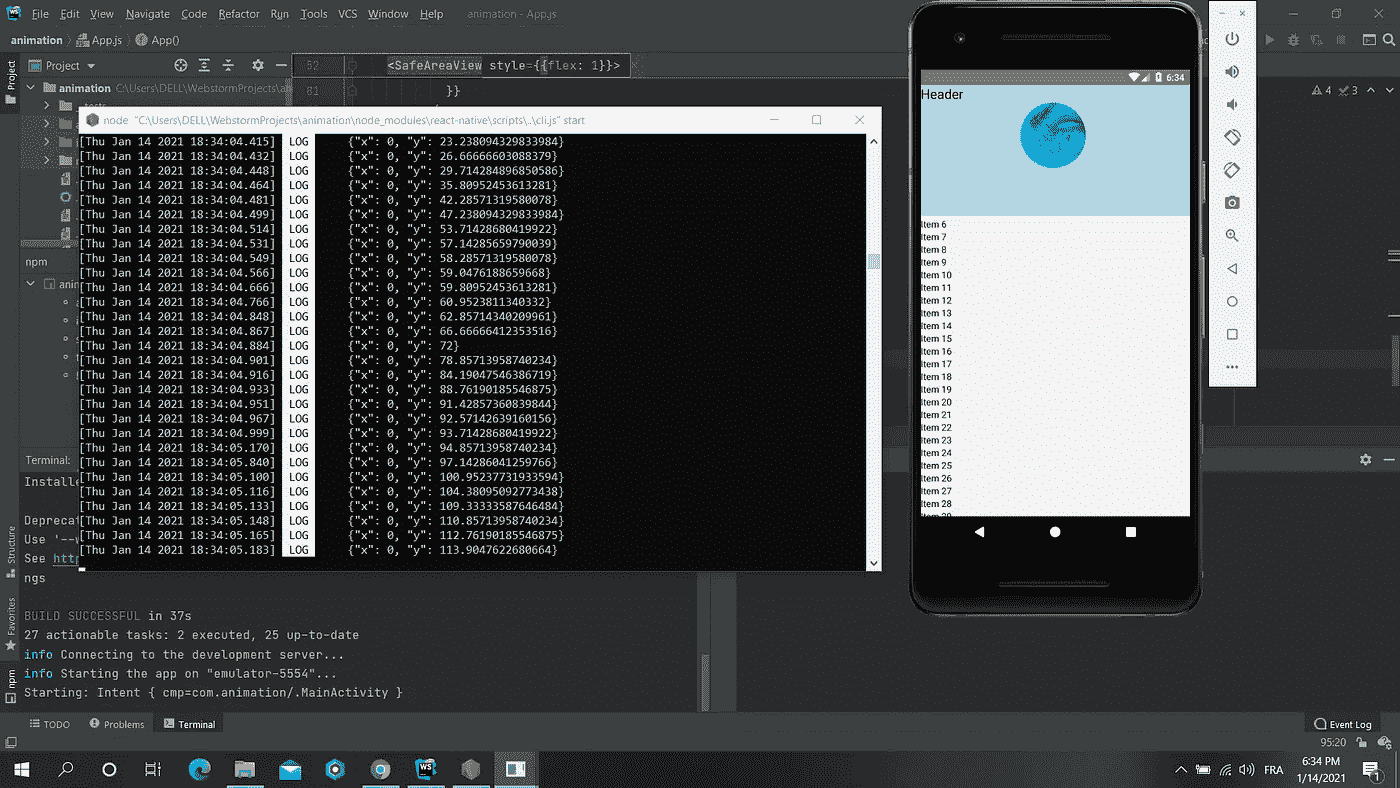 File Edit View Navigate Code Refactor Run Tools VCS Window Help animation - App.js
animation App.js App()
Project
Project
52 <SafeAreaView style={{flex: 1}}>
animation C:\Users\DELL\WebstormProjects\an
61 }}
4 3
node "C:\Users\DELL\WebstormProjects\animation\node_modules\react-native\scripts\..\cli.js" start
[Thu Jan 14 2021 18:34:04.415] LOG {"x": 0, "y": 23.238094329833984}
[Thu Jan 14 2021 18:34:04.432] LOG {"x": 0, "y": 26.66666603088379}
[Thu Jan 14 2021 18:34:04.448] LOG {"x": 0, "y": 29.714284896850586}
[Thu Jan 14 2021 18:34:04.464] LOG {"x": 0, "y": 35.80952453613281}
[Thu Jan 14 2021 18:34:04.481] LOG {"x": 0, "y": 42.28571319580078}
[Thu Jan 14 2021 18:34:04.499] LOG {"x": 0, "y": 47.238094329833984}
[Thu Jan 14 2021 18:34:04.514] LOG {"x": 0, "y": 53.71428680419922}
[Thu Jan 14 2021 18:34:04.531] LOG {"x": 0, "y": 57.14285659790039}
[Thu Jan 14 2021 18:34:04.549] LOG {"x": 0, "y": 58.28571319580078}
[Thu Jan 14 2021 18:34:04.566] LOG {"x": 0, "y": 59.0476188659668}
[Thu Jan 14 2021 18:34:04.666] LOG {"x": 0, "y": 59.80952453613281}
[Thu Jan 14 2021 18:34:04.766] LOG {"x": 0, "y": 60.9523811340332}
[Thu Jan 14 2021 18:34:04.848] LOG {"x": 0, "y": 62.85714340209961}
[Thu Jan 14 2021 18:34:04.867] LOG {"x": 0, "y": 66.66666412353516}
[Thu Jan 14 2021 18:34:04.884] LOG {"x": 0, "y": 72}
[Thu Jan 14 2021 18:34:04.901] LOG {"x": 0, "y": 78.85713958740234}
[Thu Jan 14 2021 18:34:04.916] LOG {"x": 0, "y": 84.19047546386719}
[Thu Jan 14 2021 18:34:04.933] LOG {"x": 0, "y": 88.76190185546875}
[Thu Jan 14 2021 18:34:04.951] LOG {"x": 0, "y": 91.42857360839844}
[Thu Jan 14 2021 18:34:04.967] LOG {"x": 0, "y": 92.57142639160156}
[Thu Jan 14 2021 18:34:04.999] LOG {"x": 0, "y": 93.71428680419922}
[Thu Jan 14 2021 18:34:05.170] LOG {"x": 0, "y": 94.85713958740234}
[Thu Jan 14 2021 18:34:05.840] LOG {"x": 0, "y": 97.14286041259766}
[Thu Jan 14 2021 18:34:05.100] LOG {"x": 0, "y": 100.95237731933594}
[Thu Jan 14 2021 18:34:05.116] LOG {"x": 0, "y": 104.38095092773438}
[Thu Jan 14 2021 18:34:05.133] LOG {"x": 0, "y": 109.33333587646484}
[Thu Jan 14 2021 18:34:05.148] LOG {"x": 0, "y": 110.85713958740234}
[Thu Jan 14 2021 18:34:05.165] LOG {"x": 0, "y": 112.76190185546875}
[Thu Jan 14 2021 18:34:05.183] LOG {"x": 0, "y": 113.9047622680664}
6:34
Header
Item 6
Item 7
Item 8
Item 9
Item 10
Item 11
Item 12
Item 13
Item 14
Item 15
Item 16
Item 17
Item 18
Item 19
Item 20
Item 21
Item 22
Item 23
Item 24
Item 25
Item 26
Item 27
Item 28
npm
anim
Terminal:
Installe
Deprecat
Use '--w
See http
ngs
BUILD SUCCESSFUL in 37s
27 actionable tasks: 2 executed, 25 up-to-date
info Connecting to the development server...
info Starting the app on "emulator-5554"...
Starting: Intent { cmp=com.animation/.MainActivity }
Structure
Favorites
npm
TODO Problems Terminal Event Log
95:20
FRA
6:34 PM
1/14/2021
1